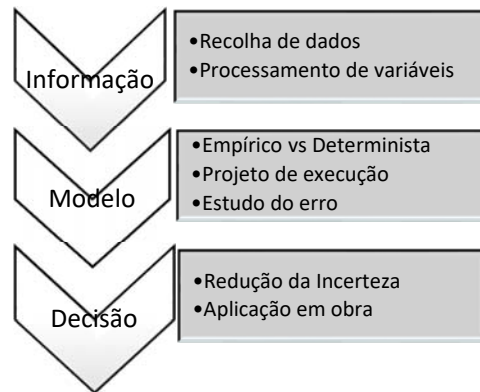 Informação
•Recolha de dados
•Processamento de variáveis
Modelo
•Empírico vs Determinista
•Projeto de execução
•Estudo do erro
Decisão
•Redução da Incerteza
•Aplicação em obra